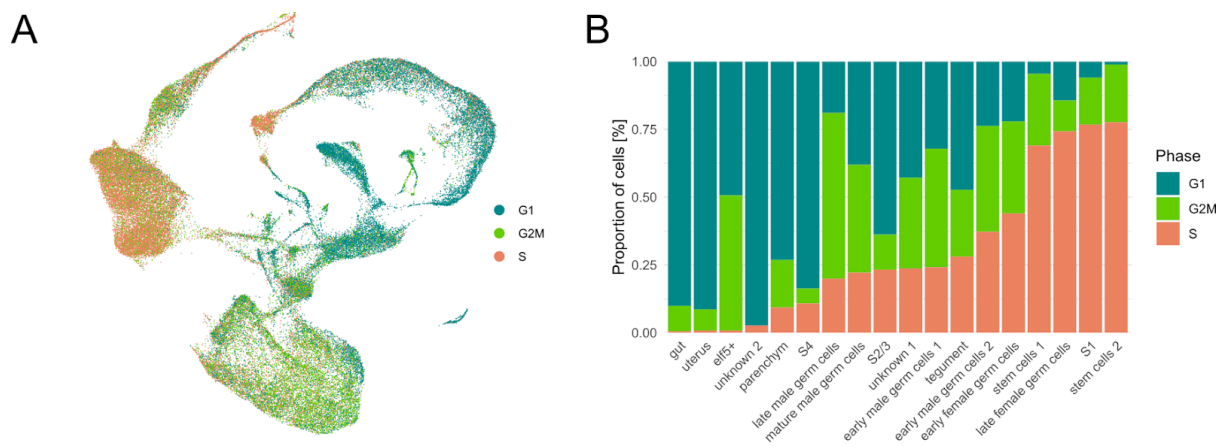 A
G1
G2M
S
B
Proportion of cells [%]
1.00
0.75
0.50
0.25
0.00
gut
uterus
elf5+
unknown 2
parenchym
S4
late male germ cells
mature male germ cells
S2/3
unknown 1
early male germ cells 1
tegument
early male germ cells 2
early female germ cells
stem cells 1
late female germ cells
S1
stem cells 2
Phase
G1
G2M
S